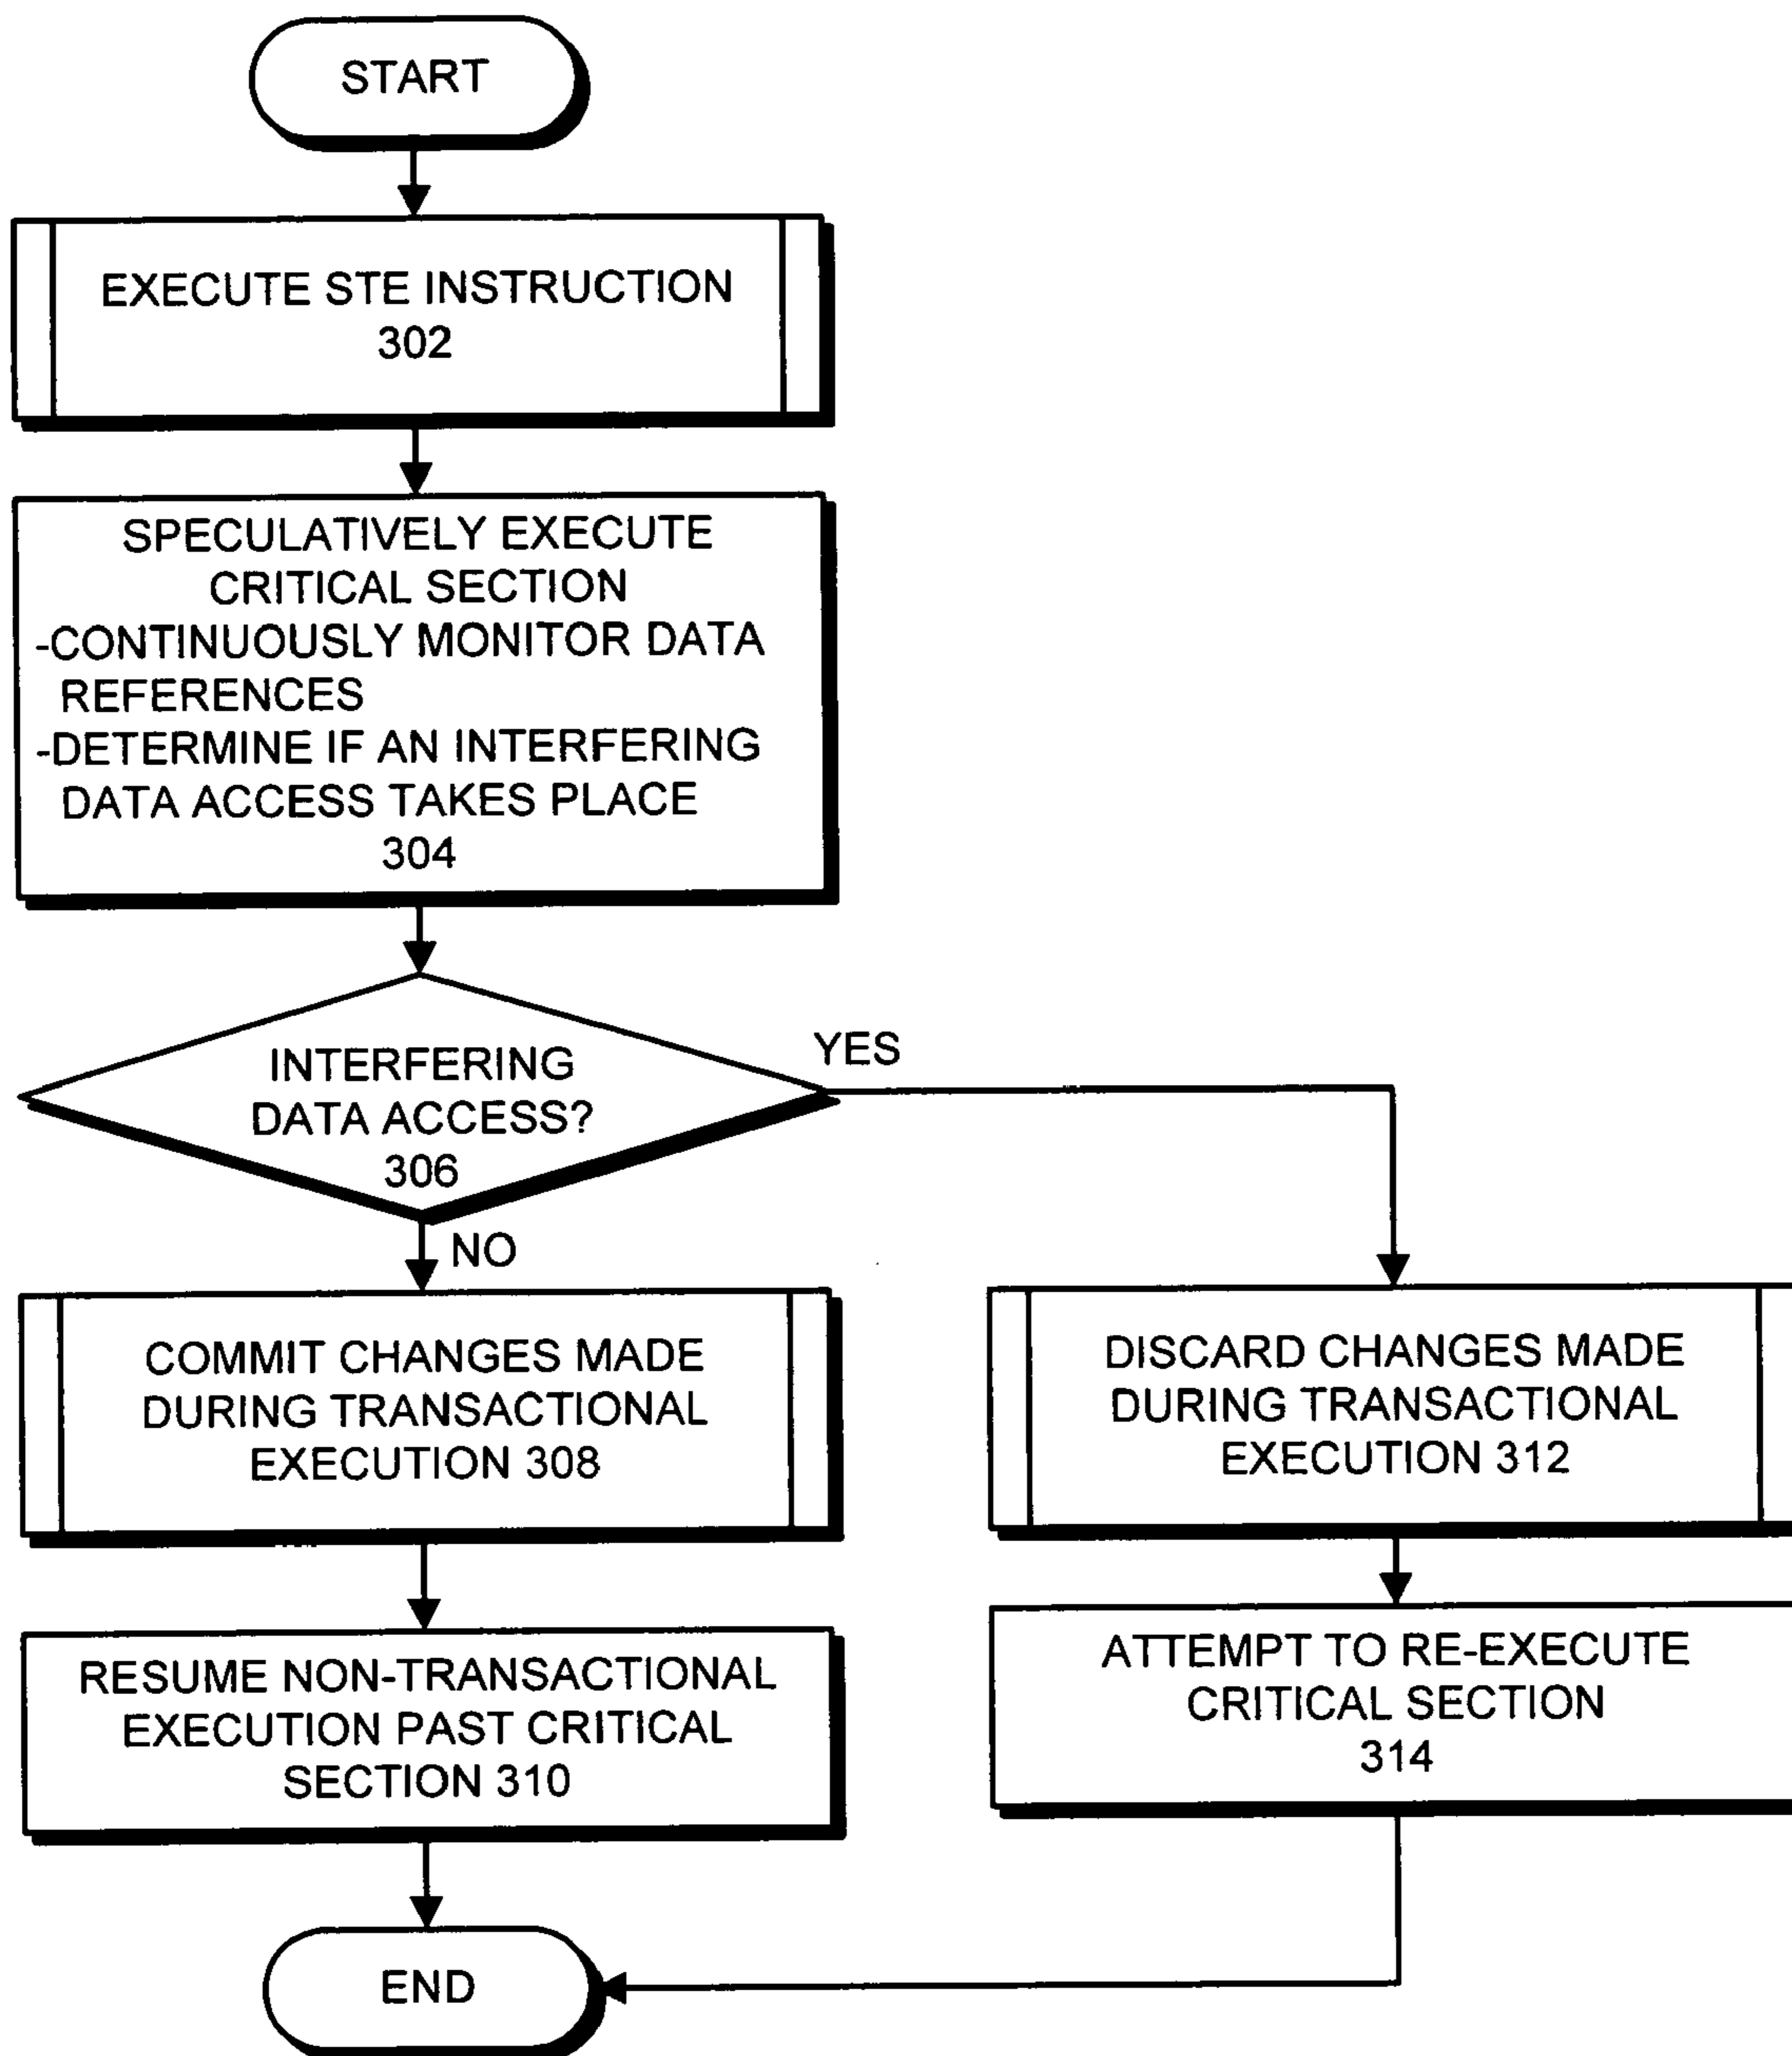 START
EXECUTE STE INSTRUCTION
302
SPECULATIVELY EXECUTE
CRITICAL SECTION
-CONTINUOUSLY MONITOR DATA
REFERENCES
-DETERMINE IF AN INTERFERING
DATA ACCESS TAKES PLACE
304
INTERFERING
DATA ACCESS?
306
YES
NO
COMMIT CHANGES MADE
DURING TRANSACTIONAL
EXECUTION 308
DISCARD CHANGES MADE
DURING TRANSACTIONAL
EXECUTION 312
RESUME NON-TRANSACTIONAL
EXECUTION PAST CRITICAL
SECTION 310
ATTEMPT TO RE-EXECUTE
CRITICAL SECTION
314
END